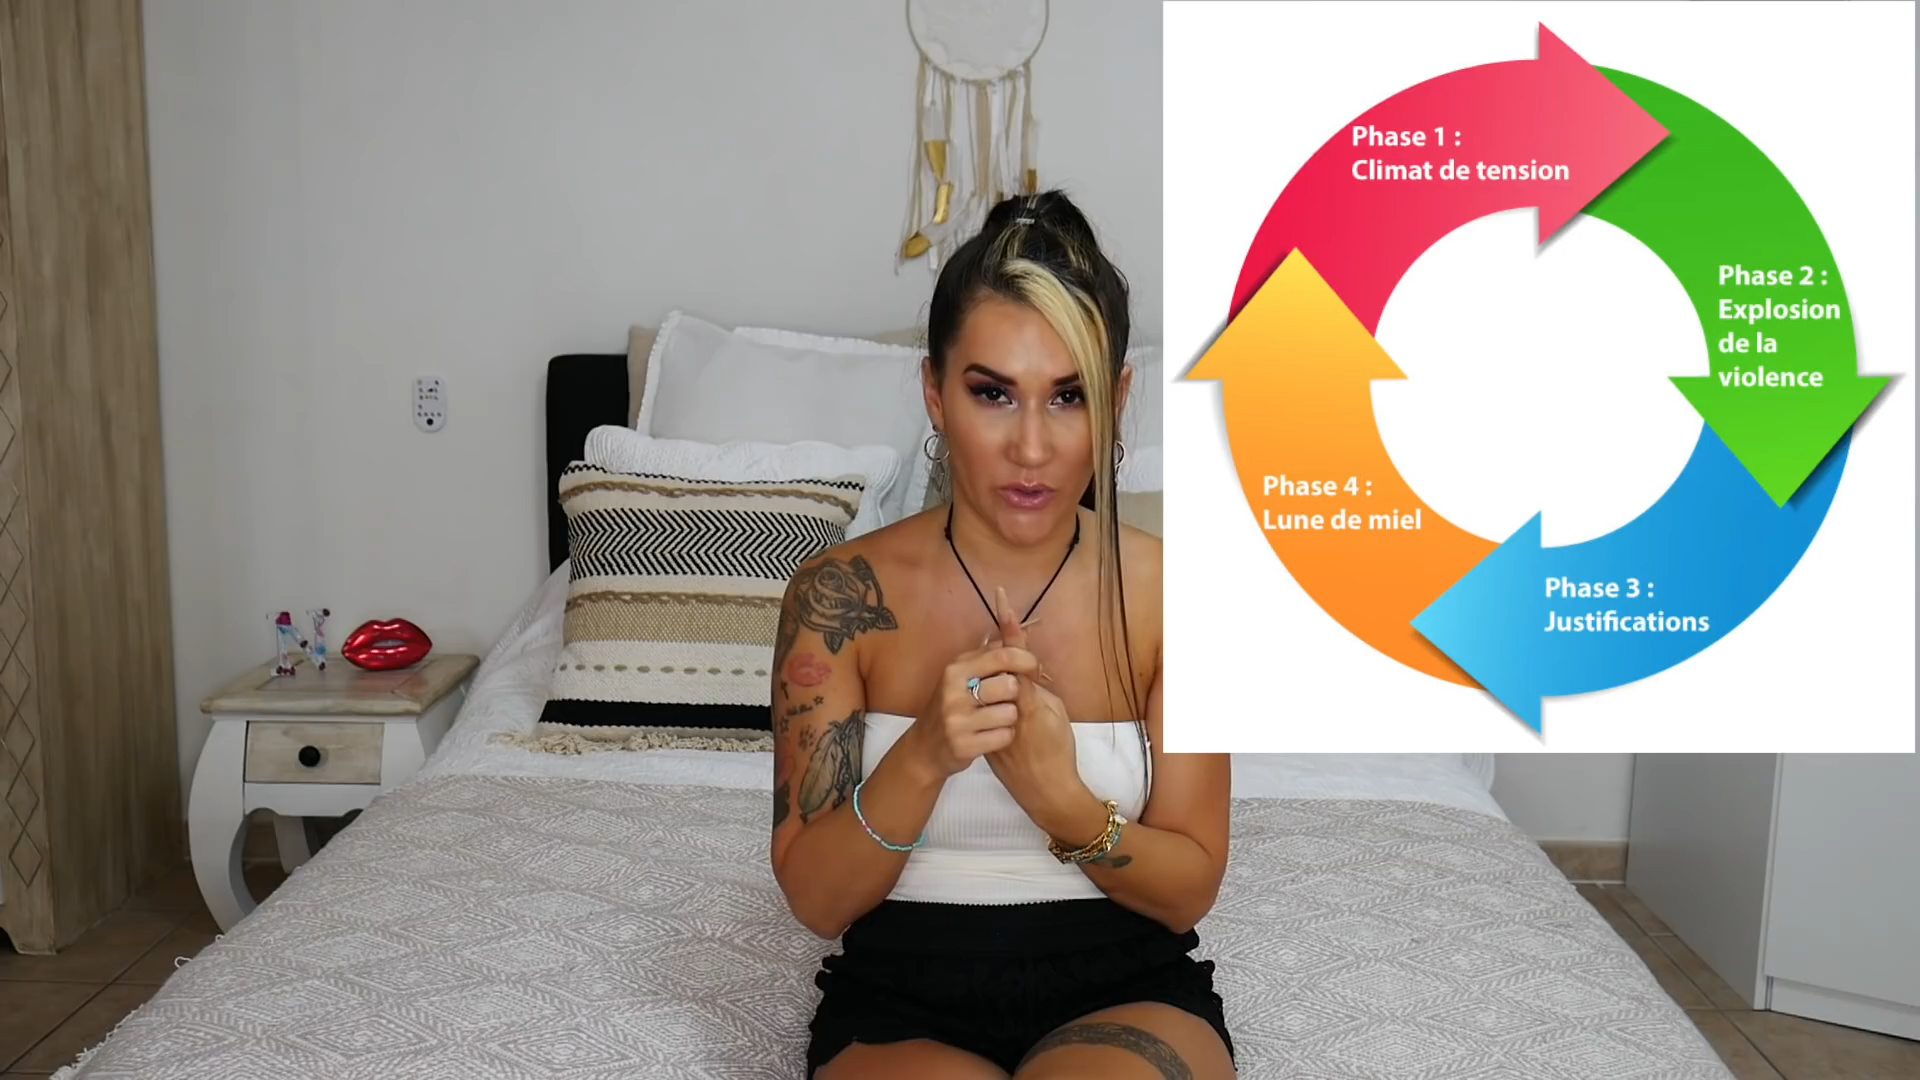 Phase 1 :
Climat de tension
Phase 2 :
Explosion
de la
violence
Phase 3 :
Justifications
Phase 4 :
Lune de miel